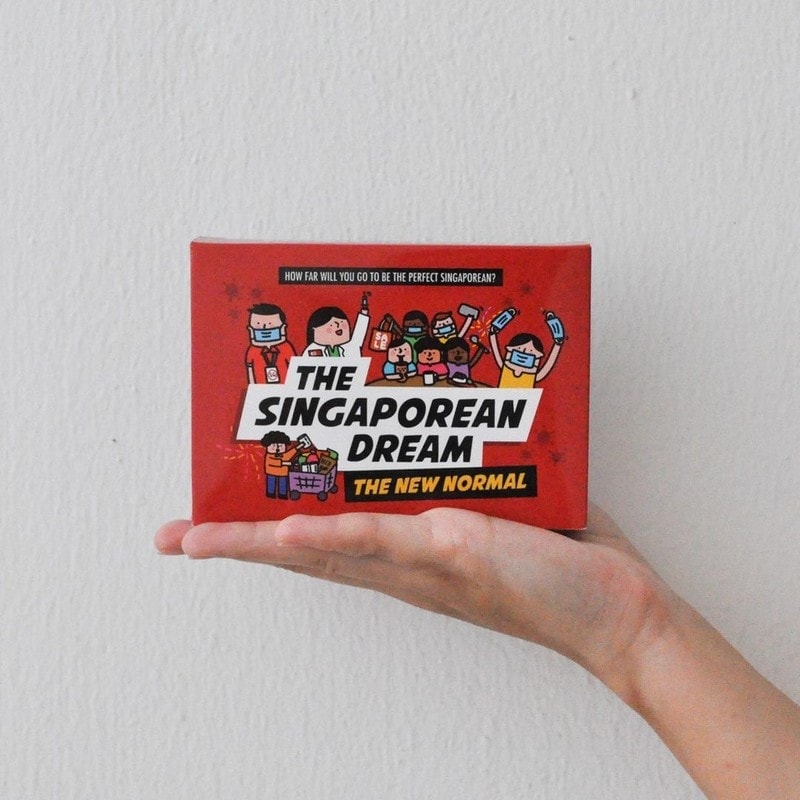 HOW FAR WILL YOU GO TO BE THE PERFECT SINGAPOREAN?
THE
SINGAPOREAN
DREAM
THE NEW NORMAL